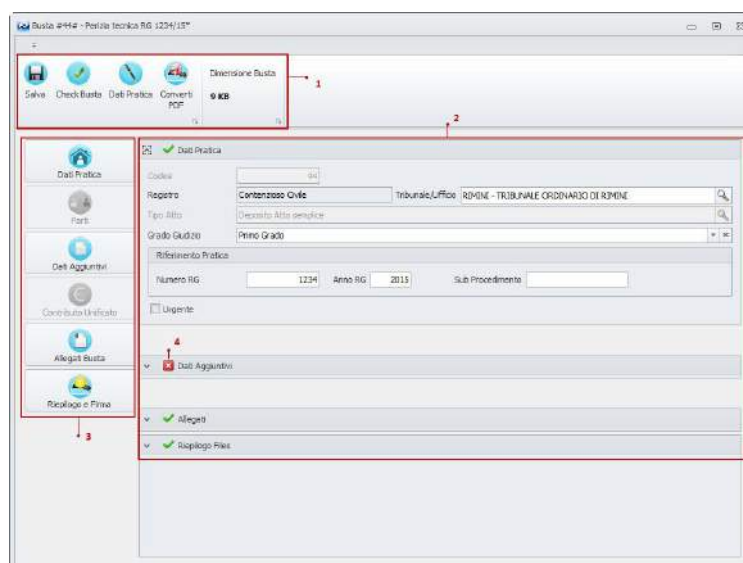 Busta #44# - Perizia tecnica RG 1234/15*
Salva
Check Busta
Dati Pratica
Converti PDF
Dimensione Busta
9 KB
1
2
Dati Pratica
Parti
Dati Aggiuntivi
Contributo Unificato
Allegati Busta
Riepilogo e Firma
3
Dati Pratica
Codice 44
Registro Contenzioso Civile Tribunale/Ufficio RIMINI - TRIBUNALE ORDINARIO DI RIMINI
Tipo Atto Deposito Atto semplice
Grado Giudizio Primo Grado
Riferimento Pratica
Numero RG 1234 Anno RG 2015 Sub Procedimento
Urgente
4
Dati Aggiuntivi
Allegati
Riepilogo Files